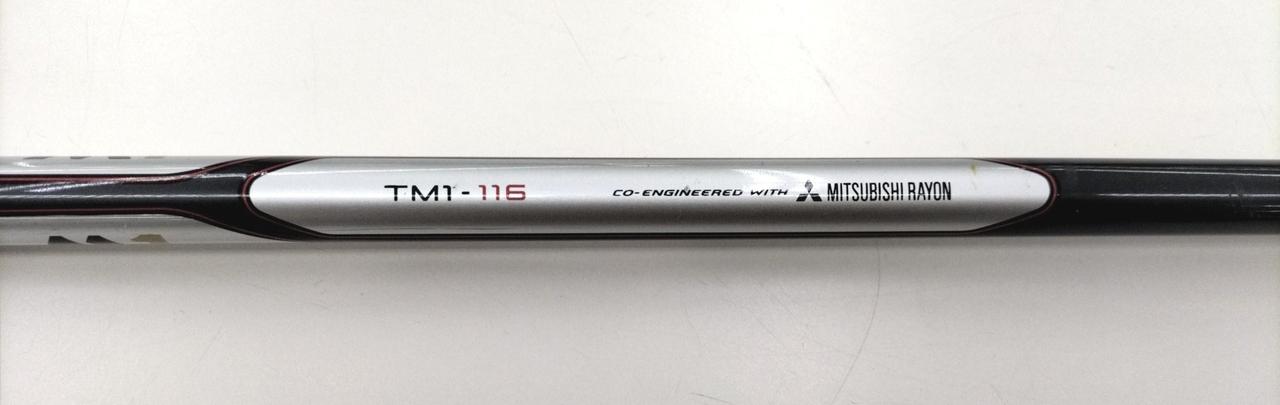 TM1-116 CO-ENGINEERED WITH MITSUBISHI RAYON